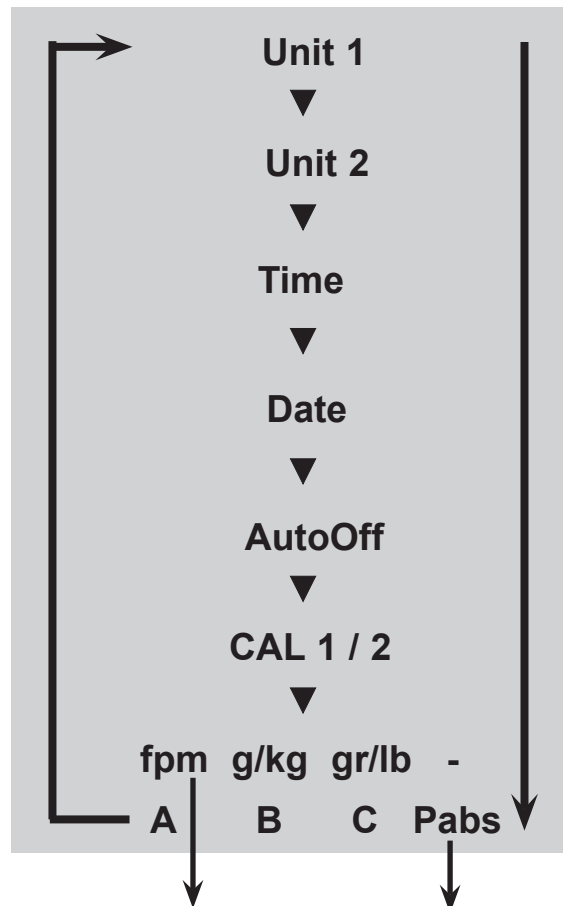 Unit 1
Unit 2
Time
Date
AutoOff
CAL 1 / 2
fpm g/kg gr/lb -
A B C Pabs